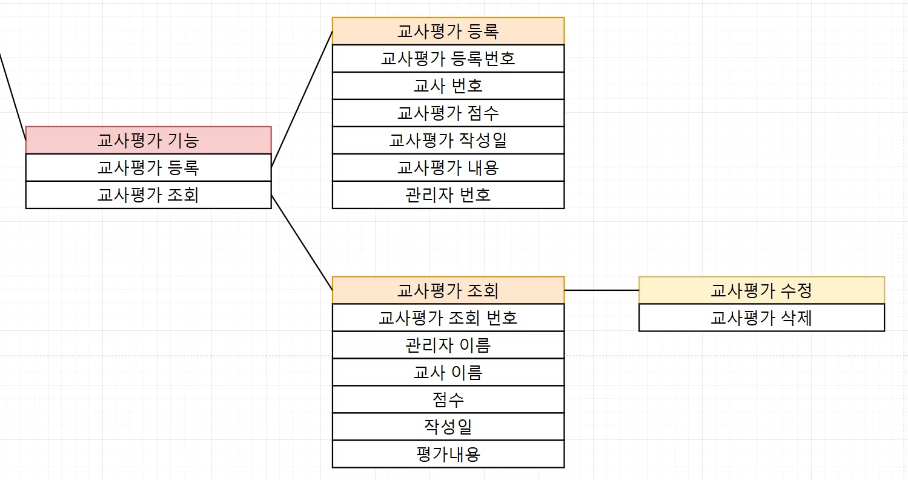 교사평가 기능
교사평가 등록
교사평가 조회
교사평가 등록
교사평가 등록번호
교사 번호
교사평가 점수
교사평가 작성일
교사평가 내용
관리자 번호
교사평가 조회
교사평가 조회 번호
관리자 이름
교사 이름
점수
작성일
평가내용
교사평가 수정
교사평가 삭제